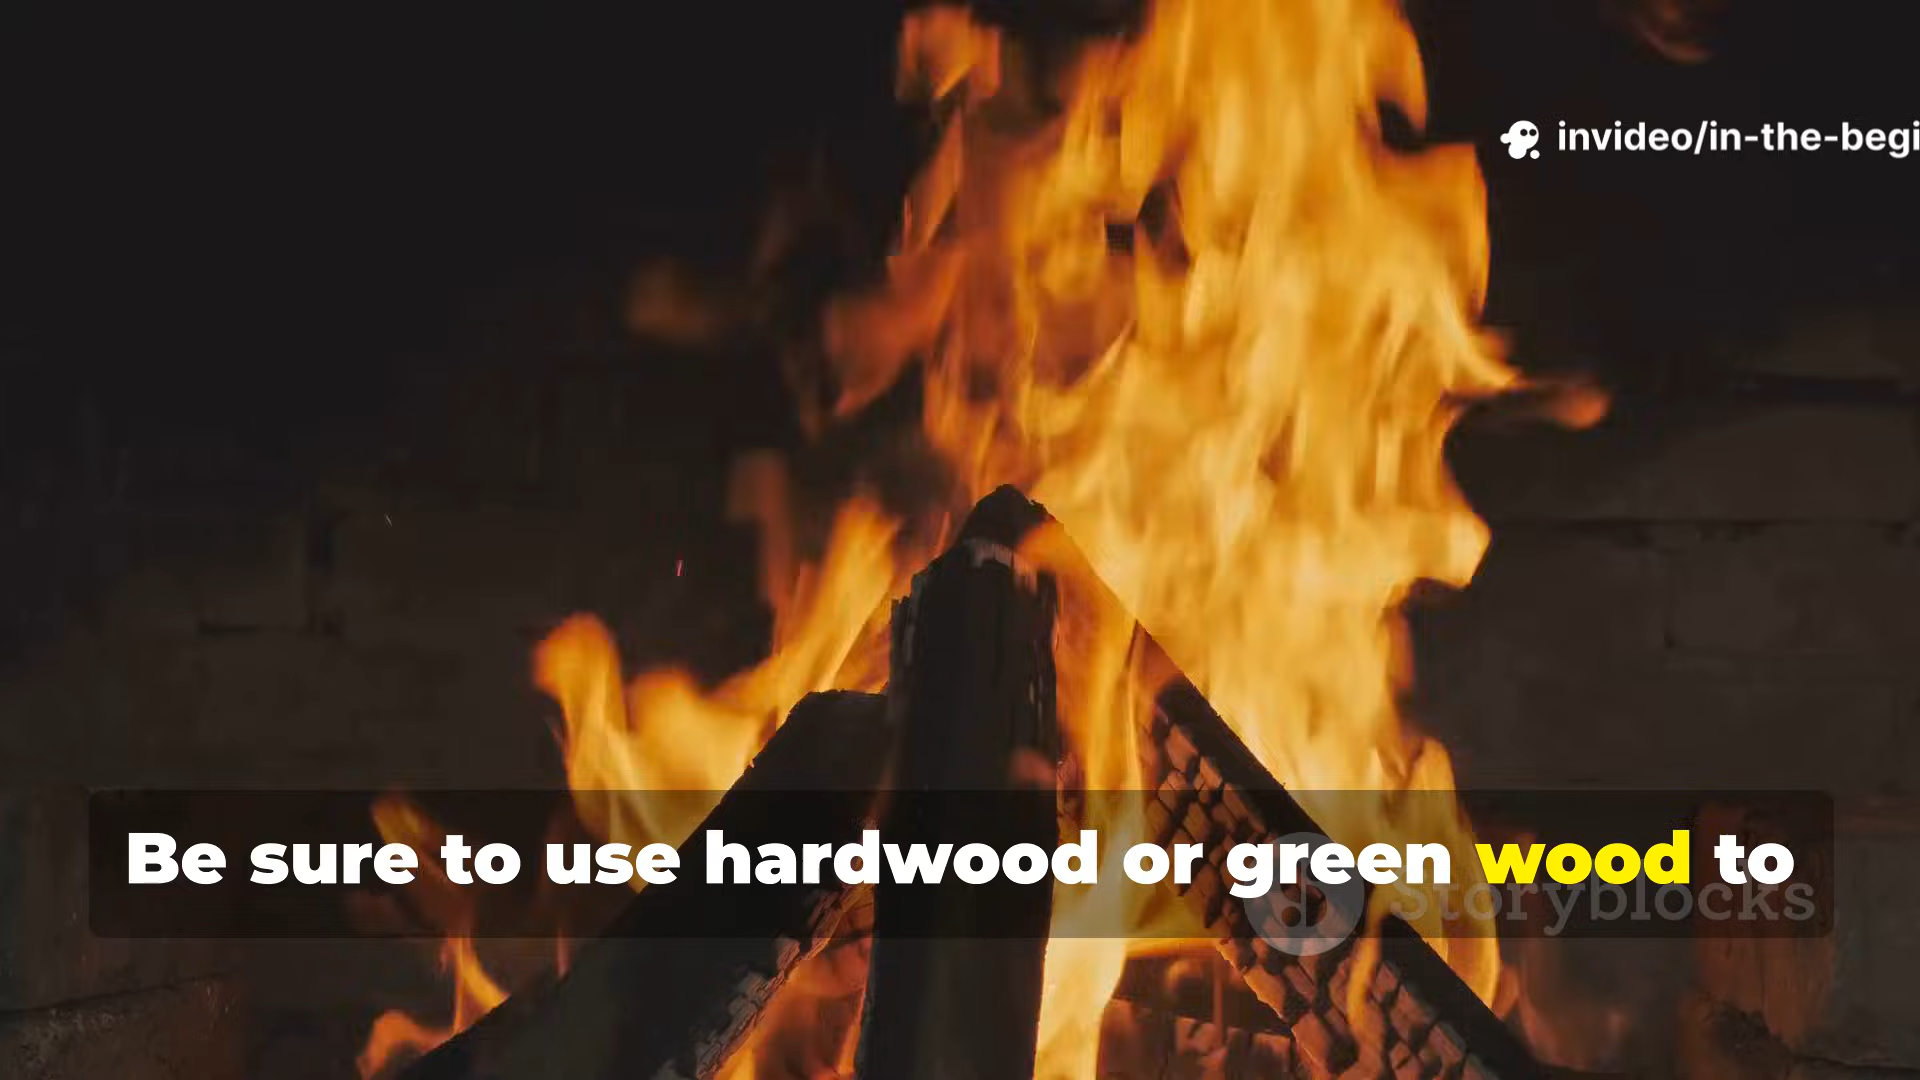 invideo/in-the-begi
Be sure to use hardwood or green wood to
Storyblocks